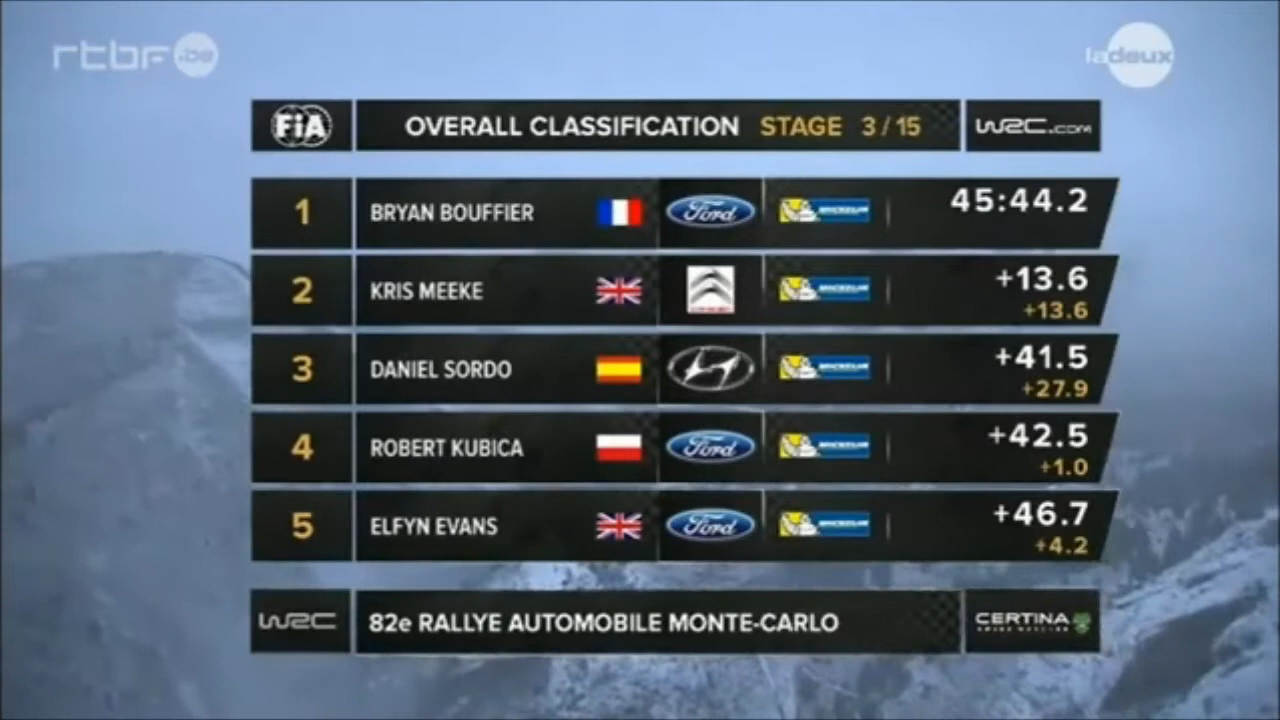 rtbf.be
ladeux
FIA OVERALL CLASSIFICATION STAGE 3/15 WRC.com
1 BRYAN BOUFFIER Ford MICHELIN 45:44.2
2 KRIS MEEKE MICHELIN +13.6
+13.6
3 DANIEL SORDO MICHELIN +41.5
+27.9
4 ROBERT KUBICA Ford MICHELIN +42.5
+1.0
5 ELFYN EVANS Ford MICHELIN +46.7
+4.2
WRC 82e RALLYE AUTOMOBILE MONTE-CARLO CERTINA